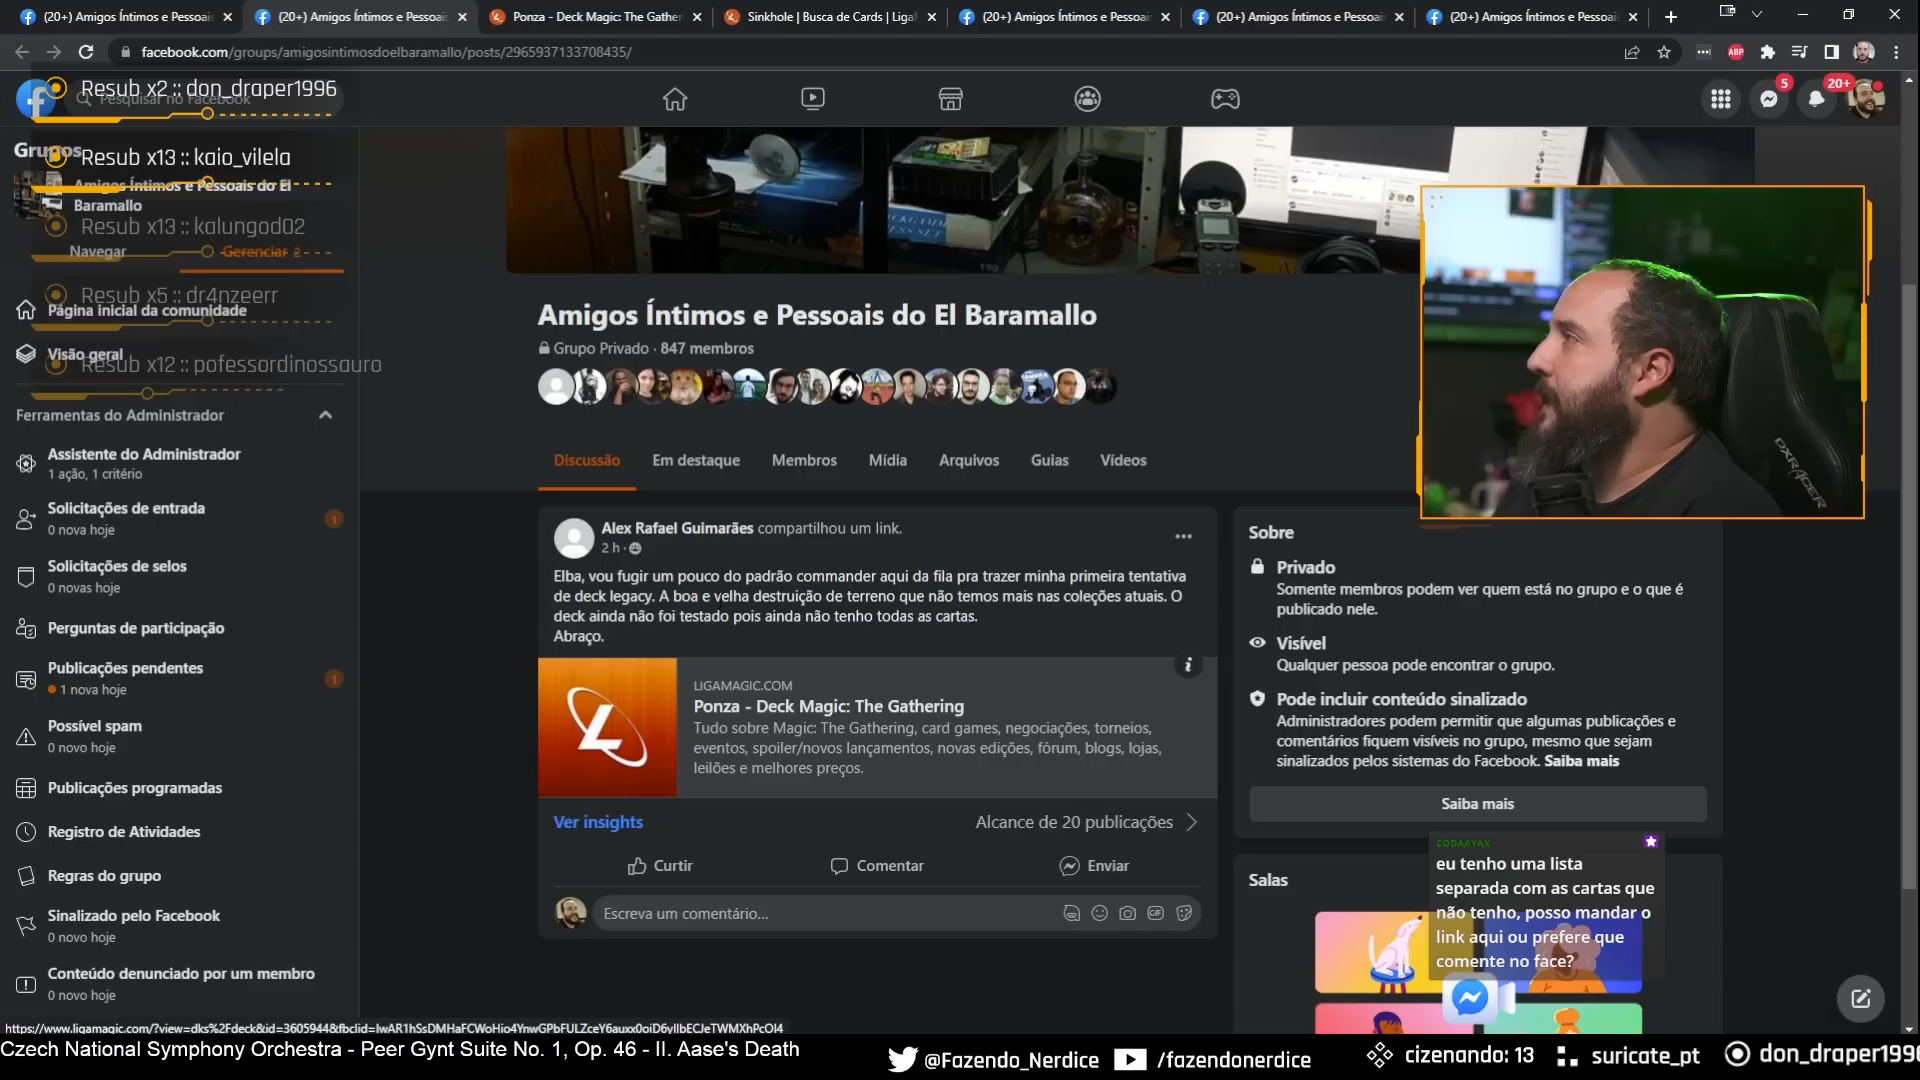 (20+) Amigos Íntimos e Pessoais
(20+) Amigos Íntimos e Pessoais
Ponza - Deck Magic: The Gather
Sinkhole | Busca de Cards | Liga
(20+) Amigos Íntimos e Pessoais
(20+) Amigos Íntimos e Pessoais
(20+) Amigos Íntimos e Pessoais
facebook.com/groups/amigosintimosdoelbaramallo/posts/2965937133708435/
ABP
Resub x2 :: don_draper1996
Pesquisar no Facebook
5
20+
Grupos
Resub x13 :: kaio_vilela
Amigos Íntimos e Pessoais do El
Baramallo
Resub x13 :: kalungod02
Navegar
Gerenciar 2
Resub x5 :: dr4nzeerr
Página inicial da comunidade
Visão geral
Resub x12 :: pofessordinossauro
Ferramentas do Administrador
Assistente do Administrador
1 ação, 1 critério
Solicitações de entrada
0 nova hoje
1
Solicitações de selos
0 novas hoje
Perguntas de participação
Publicações pendentes
1 nova hoje
1
Possível spam
0 novo hoje
Publicações programadas
Registro de Atividades
Regras do grupo
Sinalizado pelo Facebook
0 novo hoje
Conteúdo denunciado por um membro
0 novo hoje
Amigos Íntimos e Pessoais do El Baramallo
Grupo Privado · 847 membros
Discussão
Em destaque
Membros
Mídia
Arquivos
Guias
Vídeos
DXRACER
Alex Rafael Guimarães compartilhou um link.
2 h ·
Elba, vou fugir um pouco do padrão commander aqui da fila pra trazer minha primeira tentativa
de deck legacy. A boa e velha destruição de terreno que não temos mais nas coleções atuais. O
deck ainda não foi testado pois ainda não tenho todas as cartas.
Abraço.
L
LIGAMAGIC.COM
Ponza - Deck Magic: The Gathering
Tudo sobre Magic: The Gathering, card games, negociações, torneios,
eventos, spoiler/novos lançamentos, novas edições, fórum, blogs, lojas,
leilões e melhores preços.
Ver insights
Alcance de 20 publicações
Curtir
Comentar
Enviar
Escreva um comentário...
GIF
Sobre
Privado
Somente membros podem ver quem está no grupo e o que é
publicado nele.
Visível
Qualquer pessoa pode encontrar o grupo.
Pode incluir conteúdo sinalizado
Administradores podem permitir que algumas publicações e
comentários fiquem visíveis no grupo, mesmo que sejam
sinalizados pelos sistemas do Facebook. Saiba mais
Saiba mais
Salas
CODAAYAX
eu tenho uma lista
separada com as cartas que
não tenho, posso mandar o
link aqui ou prefere que
comente no face?
Czech National Symphony Orchestra - Peer Gynt Suite No. 1, Op. 46 - II. Aase's Death
@Fazendo_Nerdice
/fazendonerdice
cizenando: 13
suricate_pt
don_draper1996